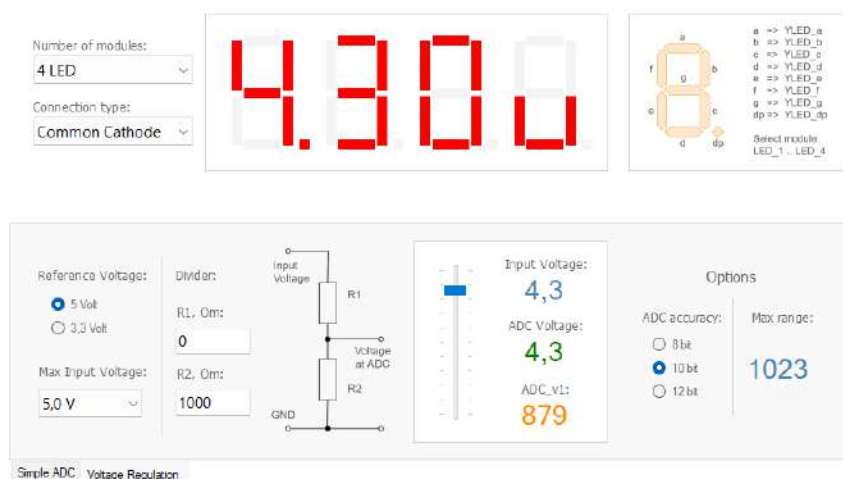 Number of modules:
4 LED
Connection type:
Common Cathode
4.30u
a
b
c
d
e
f
g
dp
a => YLED_a
b => YLED_b
c => YLED_c
d => YLED_d
e => YLED_e
f => YLED_f
g => YLED_g
dp => YLED_dp
Select module
LED_1 .. LED_4
Reference Voltage:
5 Volt
3,3 Volt
Max Input Voltage:
5,0 V
Divider:
R1, Om:
0
R2, Om:
1000
Input
Voltage
R1
Voltage
at ADC
R2
GND
Input Voltage:
4,3
ADC Voltage:
4,3
ADC_v1:
879
Options
ADC accuracy:
8 bit
10 bit
12 bit
Max range:
1023
Simple ADC
Voltage Regulation